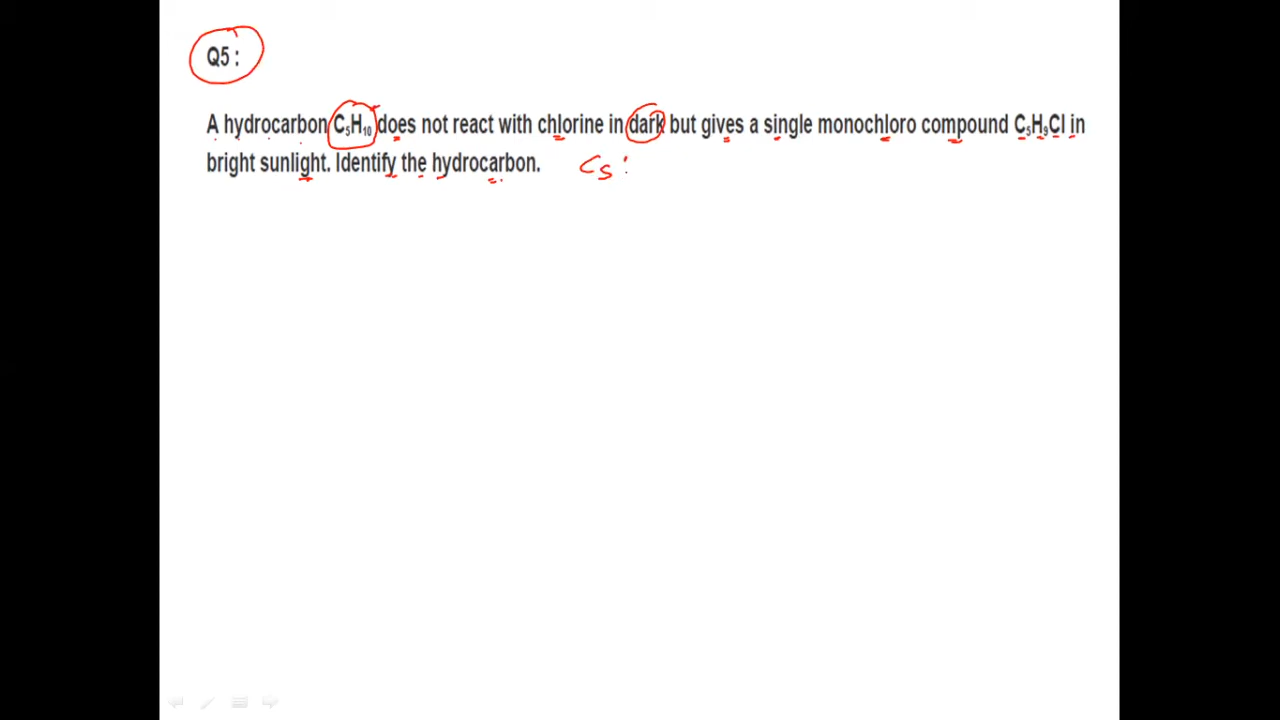 Q5 :
A hydrocarbon C₅H₁₀ does not react with chlorine in dark but gives a single monochloro compound C₅H₉Cl in
bright sunlight. Identify the hydrocarbon. C₅ :